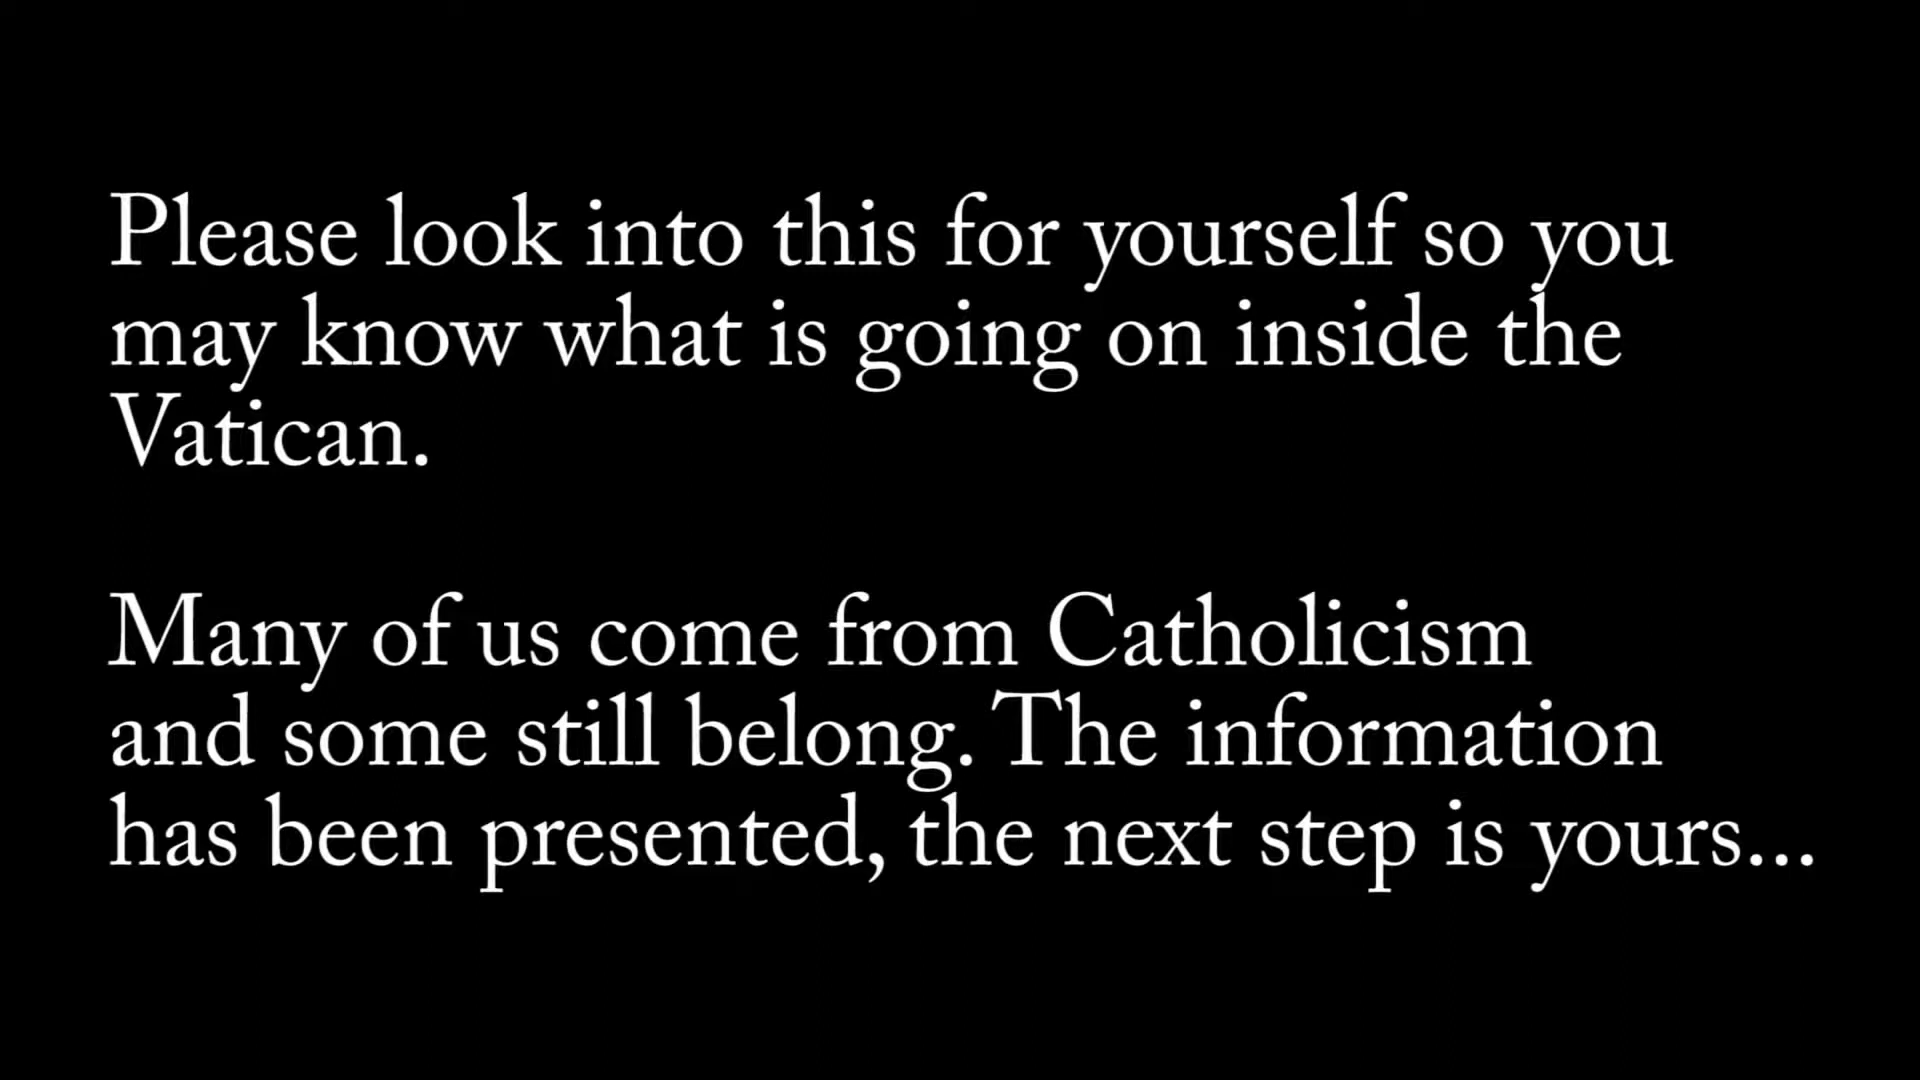 Please look into this for yourself so you
may know what is going on inside the
Vatican.
Many of us come from Catholicism
and some still belong. The information
has been presented, the next step is yours...